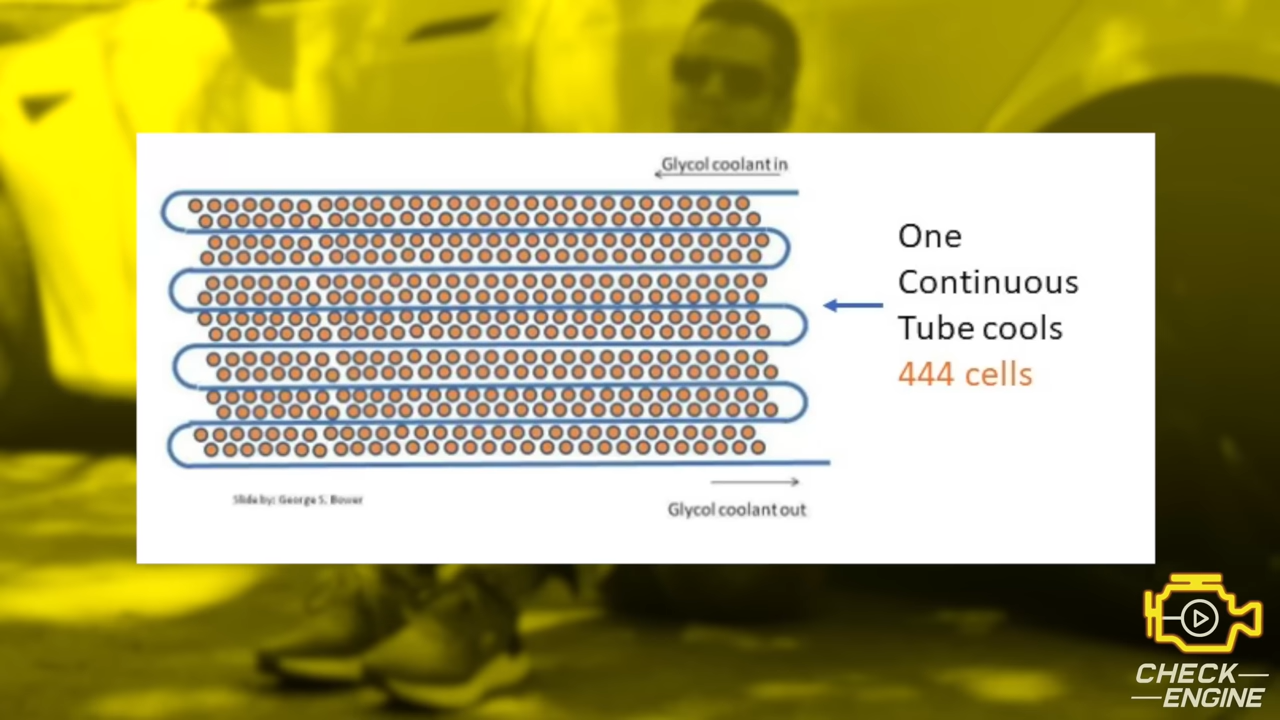 Glycol coolant in
One
Continuous
Tube cools
444 cells
Slide by: George S. Bower
Glycol coolant out
CHECK
ENGINE